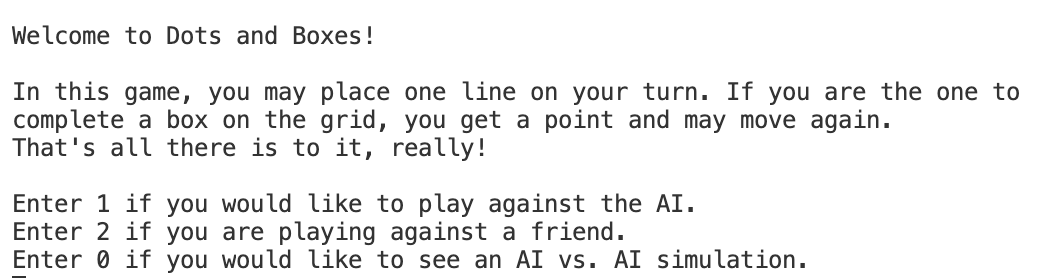 Welcome to Dots and Boxes!
In this game, you may place one line on your turn. If you are the one to
complete a box on the grid, you get a point and may move again.
That's all there is to it, really!
Enter 1 if you would like to play against the AI.
Enter 2 if you are playing against a friend.
Enter 0 if you would like to see an AI vs. AI simulation.